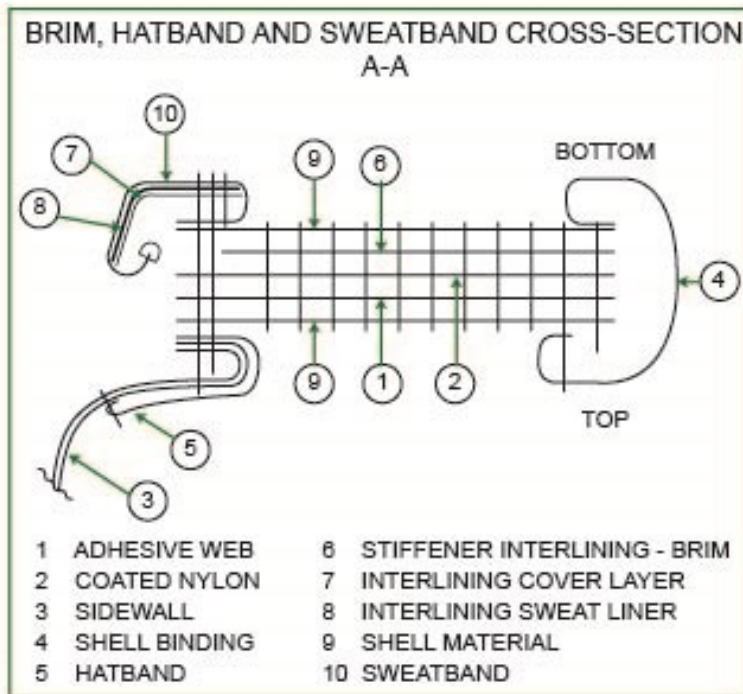 BRIM, HATBAND AND SWEATBAND CROSS-SECTION
A-A
10
7
9
6
BOTTOM
8
4
9
1
2
TOP
5
3
1 ADHESIVE WEB
2 COATED NYLON
3 SIDEWALL
4 SHELL BINDING
5 HATBAND
6 STIFFENER INTERLINING - BRIM
7 INTERLINING COVER LAYER
8 INTERLINING SWEAT LINER
9 SHELL MATERIAL
10 SWEATBAND